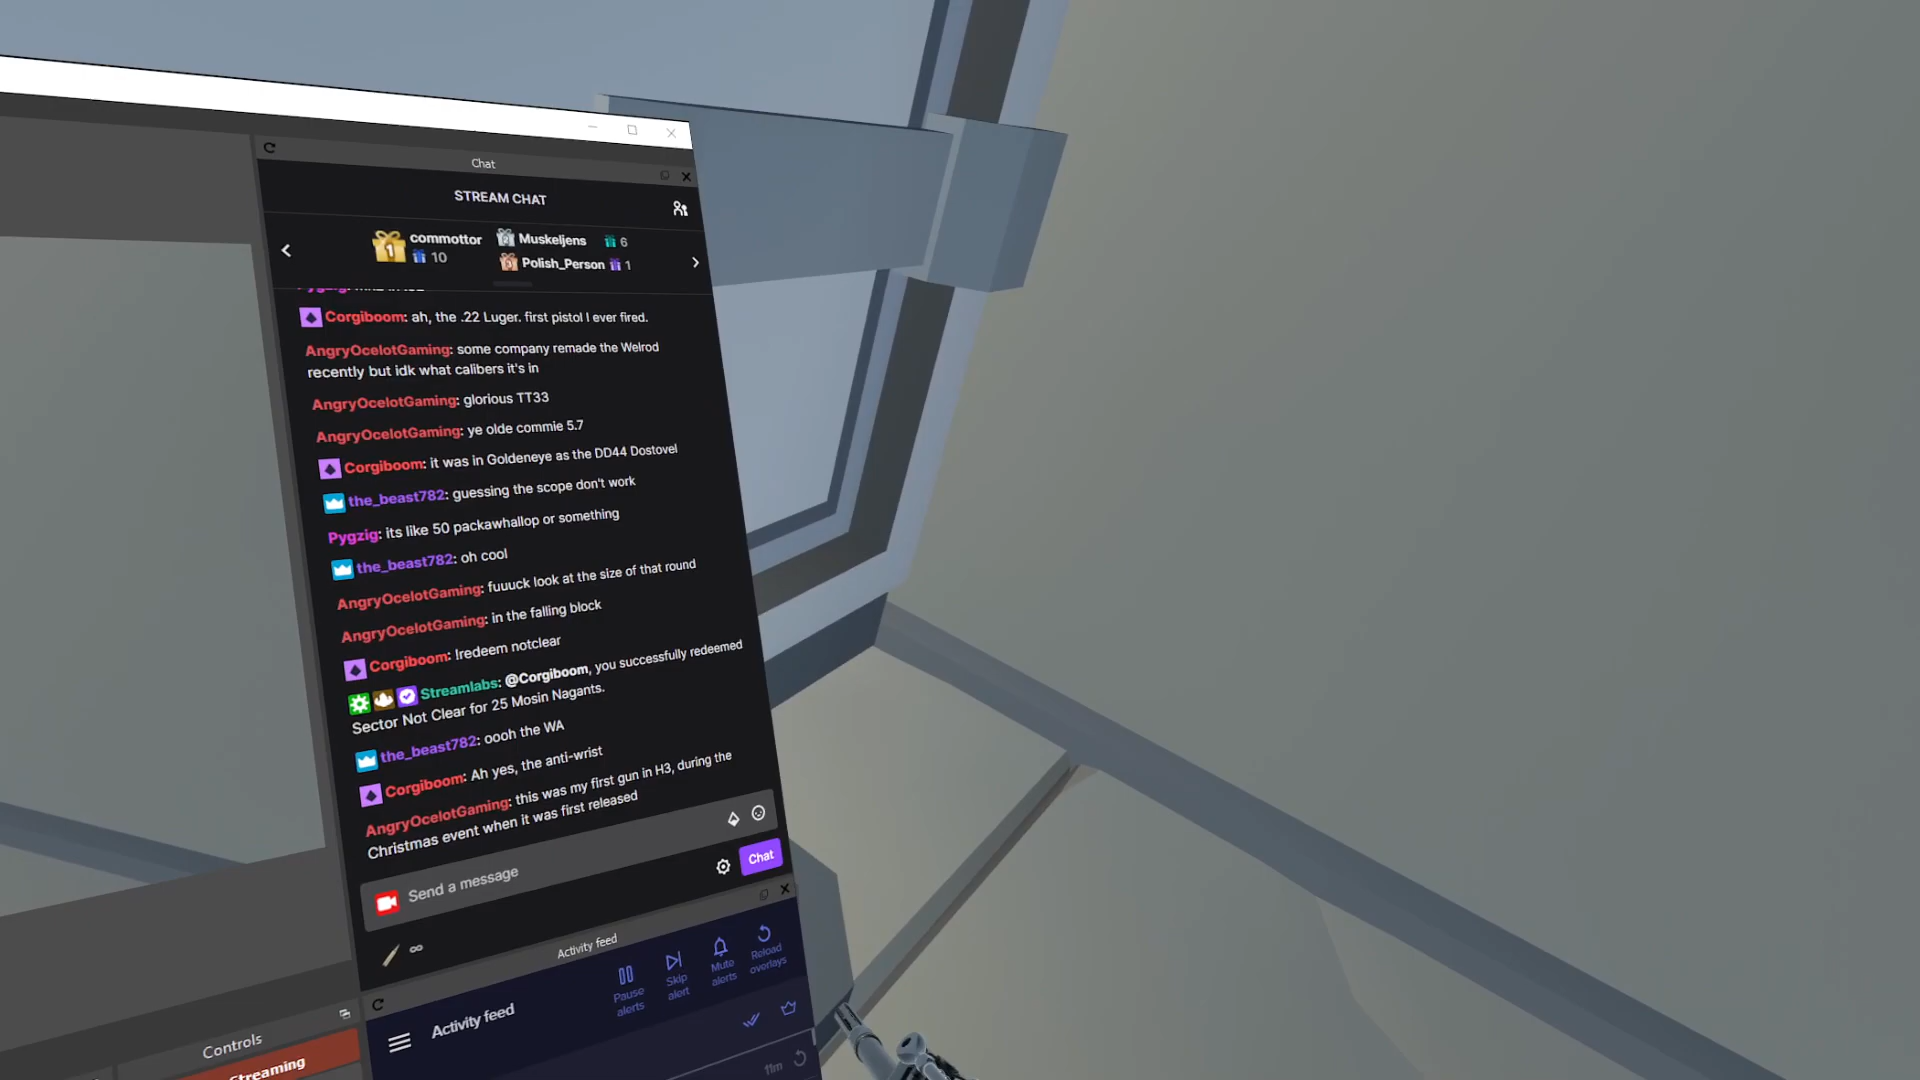 Chat
STREAM CHAT
commottor
10
Muskeljens 6
Polish_Person 1
Corgiboom: ah, the .22 Luger. first pistol I ever fired.
AngryOcelotGaming: some company remade the Welrod
recently but idk what calibers it's in
AngryOcelotGaming: glorious TT33
AngryOcelotGaming: ye olde commie 5.7
Corgiboom: it was in Goldeneye as the DD44 Dostovel
the_beast782: guessing the scope don't work
Pygzig: its like 50 packawhallop or something
the_beast782: oh cool
AngryOcelotGaming: fuuuck look at the size of that round
AngryOcelotGaming: in the falling block
Corgiboom: !redeem notclear
Streamlabs: @Corgiboom, you successfully redeemed
Sector Not Clear for 25 Mosin Nagants.
the_beast782: oooh the WA
Corgiboom: Ah yes, the anti-wrist
AngryOcelotGaming: this was my first gun in H3, during the
Christmas event when it was first released
Send a message
Chat
Activity feed
Activity feed
Pause
alerts
Skip
alert
Mute
alerts
Reload
overlays
11m
Controls
Streaming